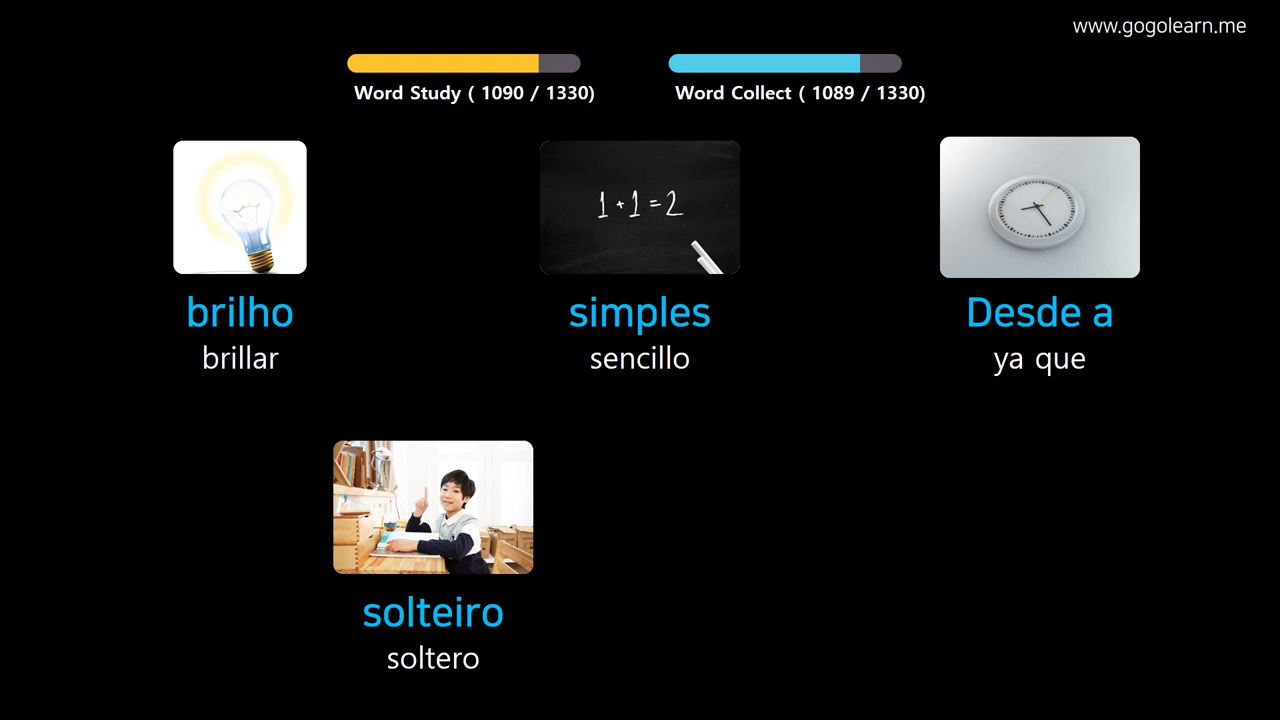 www.gogolearn.me
Word Study ( 1090 / 1330)
Word Collect ( 1089 / 1330)
1+1=2
brilho
brillar
simples
sencillo
Desde a
ya que
solteiro
soltero